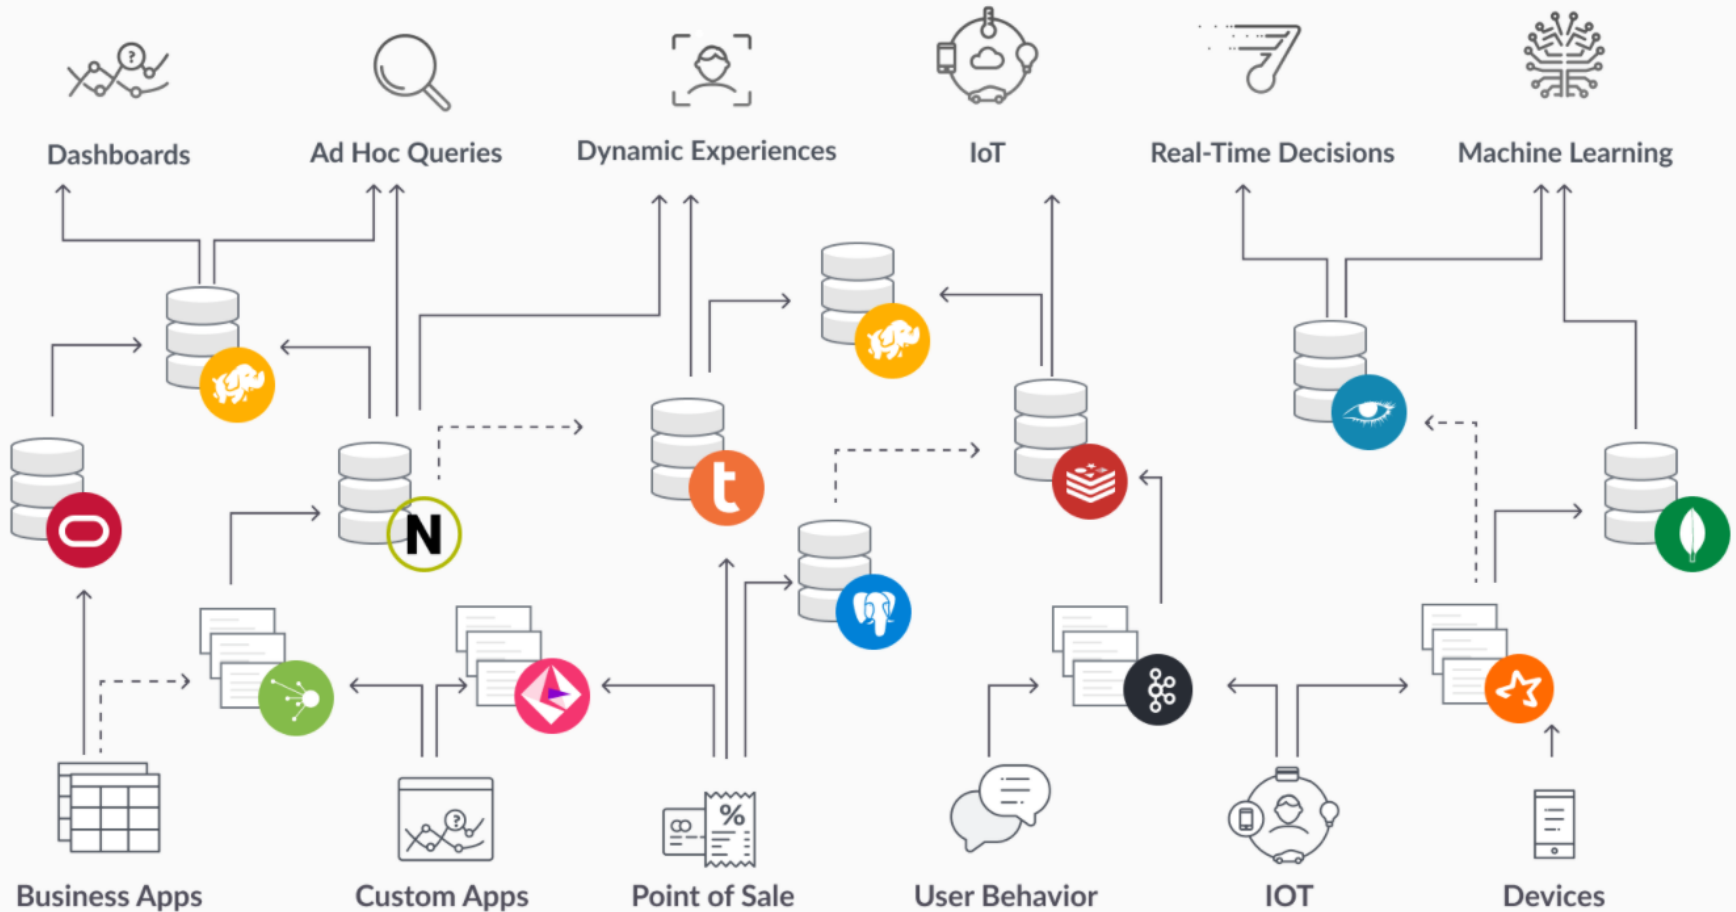 ?
Dashboards
Ad Hoc Queries
Dynamic Experiences
IoT
Real-Time Decisions
Machine Learning
N
t
?
%
Business Apps
Custom Apps
Point of Sale
User Behavior
IOT
Devices